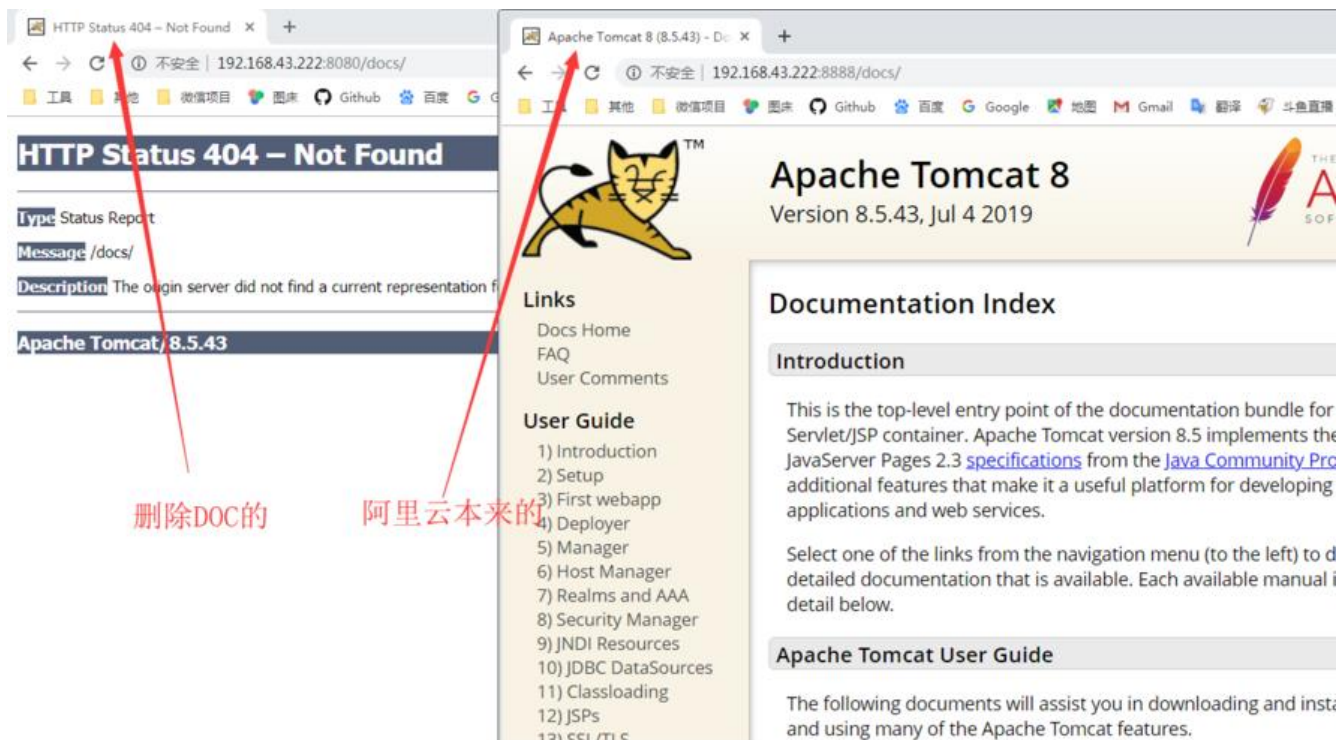 HTTP Status 404 – Not Found
不安全 | 192.168.43.222:8080/docs/
工具 其他 微信项目 图床 Github 百度 G
HTTP Status 404 – Not Found
Type Status Report
Message /docs/
Description The origin server did not find a current representation f
Apache Tomcat/8.5.43
删除DOC的
阿里云本来的
Apache Tomcat 8 (8.5.43) - Do
不安全 | 192.168.43.222:8888/docs/
工具 其他 微信项目 图床 Github 百度 Google 地图 Gmail 翻译 斗鱼直播
TM
Apache Tomcat 8
Version 8.5.43, Jul 4 2019
THE
A
SOF
Links
Docs Home
FAQ
User Comments
User Guide
1) Introduction
2) Setup
3) First webapp
4) Deployer
5) Manager
6) Host Manager
7) Realms and AAA
8) Security Manager
9) JNDI Resources
10) JDBC DataSources
11) Classloading
12) JSPs
13) SSL/TLS
Documentation Index
Introduction
This is the top-level entry point of the documentation bundle for
Servlet/JSP container. Apache Tomcat version 8.5 implements the
JavaServer Pages 2.3 specifications from the Java Community Pro
additional features that make it a useful platform for developing
applications and web services.
Select one of the links from the navigation menu (to the left) to d
detailed documentation that is available. Each available manual i
detail below.
Apache Tomcat User Guide
The following documents will assist you in downloading and insta
and using many of the Apache Tomcat features.